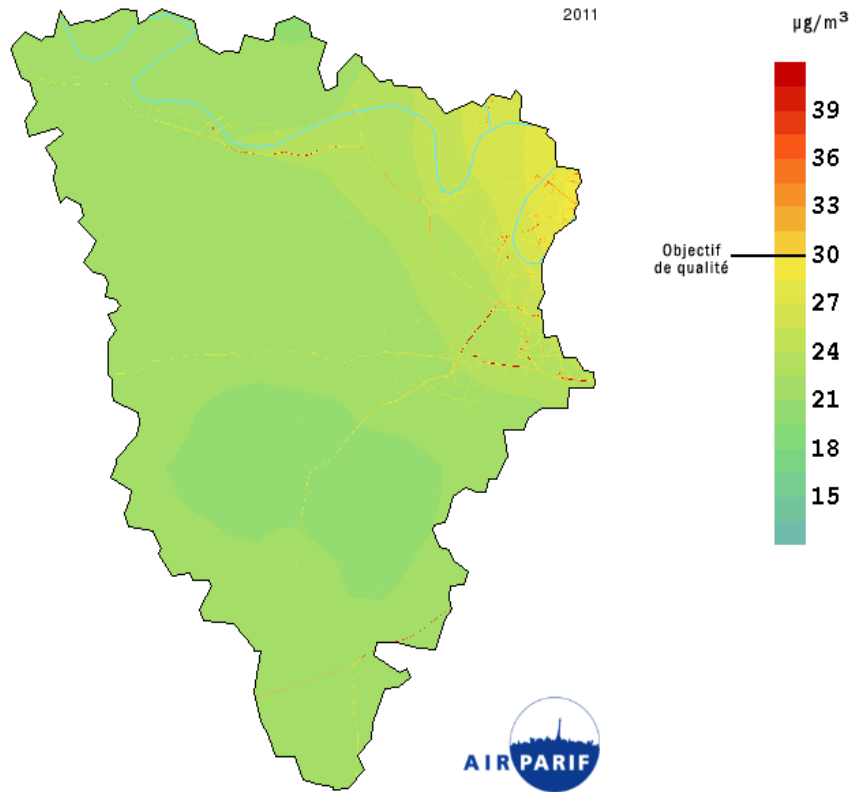 2011
µg/m³
39
36
33
Objectif
de qualité
30
27
24
21
18
15
AIRPARIF